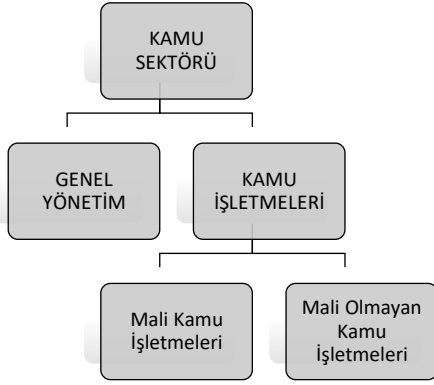 KAMU
SEKTÖRÜ
GENEL
YÖNETİM
KAMU
İŞLETMELERİ
Mali Kamu
İşletmeleri
Mali Olmayan
Kamu
İşletmeleri